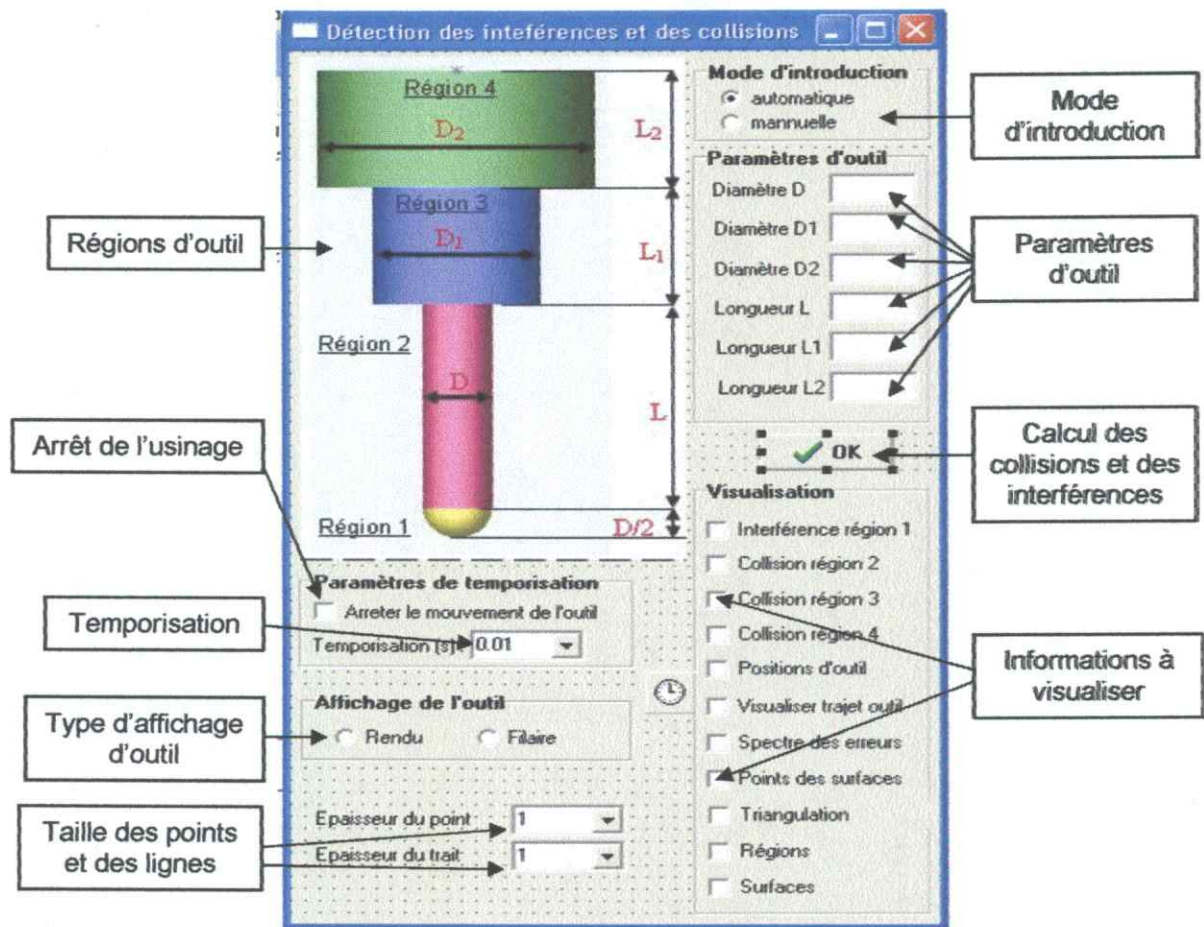 Détection des inteférences et des collisions
Région 4
D2
L2
Région 3
D1
L1
Région 2
D
L
Région 1
D/2
Mode d'introduction
automatique
mannuelle
Paramètres d'outil
Diamètre D
Diamètre D1
Diamètre D2
Longueur L
Longueur L1
Longueur L2
OK
Visualisation
Interférence région 1
Collision région 2
Collision région 3
Collision région 4
Positions d'outil
Visualiser trajet outil
Spectre des erreurs
Points des surfaces
Triangulation
Régions
Surfaces
Paramètres de temporisation
Arreter le mouvement de l'outil
Temporisation (s) : 0.01
Affichage de l'outil
Rendu
Filaire
Epaisseur du point 1
Epaisseur du trait 1
Régions d'outil
Arrêt de l'usinage
Temporisation
Type d'affichage
d'outil
Taille des points
et des lignes
Mode
d'introduction
Paramètres
d'outil
Calcul des
collisions et des
interférences
Informations à
visualiser